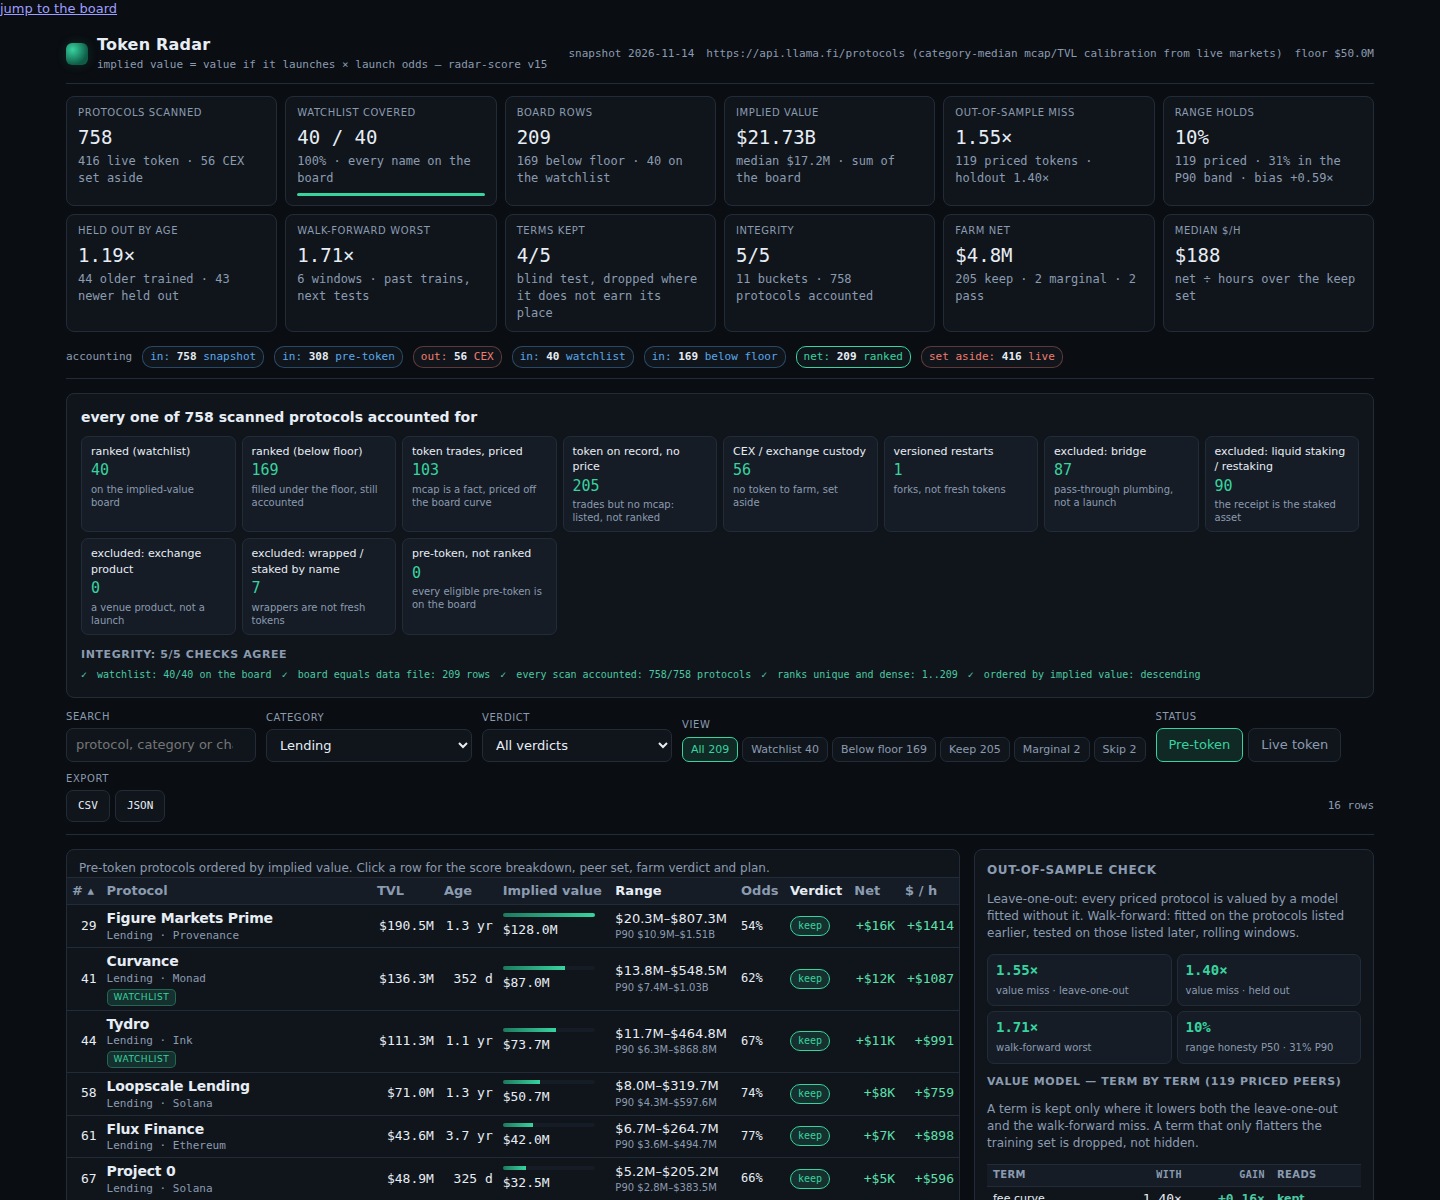 jump to the board
Token Radar
implied value = value if it launches × launch odds — radar-score v15
snapshot 2026-11-14 https://api.llama.fi/protocols (category-median mcap/TVL calibration from live markets) floor $50.0M
PROTOCOLS SCANNED
758
416 live token · 56 CEX
set aside
WATCHLIST COVERED
40 / 40
100% · every name on the
board
BOARD ROWS
209
169 below floor · 40 on
the watchlist
IMPLIED VALUE
$21.73B
median $17.2M · sum of
the board
OUT-OF-SAMPLE MISS
1.55×
119 priced tokens ·
holdout 1.40×
RANGE HOLDS
10%
119 priced · 31% in the
P90 band · bias +0.59×
HELD OUT BY AGE
1.19×
44 older trained · 43
newer held out
WALK-FORWARD WORST
1.71×
6 windows · past trains,
next tests
TERMS KEPT
4/5
blind test, dropped where
it does not earn its
place
INTEGRITY
5/5
11 buckets · 758
protocols accounted
FARM NET
$4.8M
205 keep · 2 marginal · 2
pass
MEDIAN $/H
$188
net ÷ hours over the keep
set
accounting in: 758 snapshot in: 308 pre-token out: 56 CEX in: 40 watchlist in: 169 below floor net: 209 ranked set aside: 416 live
every one of 758 scanned protocols accounted for
ranked (watchlist)
40
on the implied-value
board
ranked (below floor)
169
filled under the floor, still
accounted
token trades, priced
103
mcap is a fact, priced off
the board curve
token on record, no
price
205
trades but no mcap:
listed, not ranked
CEX / exchange custody
56
no token to farm, set
aside
versioned restarts
1
forks, not fresh tokens
excluded: bridge
87
pass-through plumbing,
not a launch
excluded: liquid staking
/ restaking
90
the receipt is the staked
asset
excluded: exchange
product
0
a venue product, not a
launch
excluded: wrapped /
staked by name
7
wrappers are not fresh
tokens
pre-token, not ranked
0
every eligible pre-token is
on the board
INTEGRITY: 5/5 CHECKS AGREE
✓ watchlist: 40/40 on the board ✓ board equals data file: 209 rows ✓ every scan accounted: 758/758 protocols ✓ ranks unique and dense: 1..209 ✓ ordered by implied value: descending
SEARCH
protocol, category or ch
CATEGORY
Lending
VERDICT
All verdicts
VIEW
All 209 Watchlist 40 Below floor 169 Keep 205 Marginal 2 Skip 2
STATUS
Pre-token Live token
EXPORT
CSV JSON
16 rows
Pre-token protocols ordered by implied value. Click a row for the score breakdown, peer set, farm verdict and plan.
# ▲ Protocol TVL Age Implied value Range Odds Verdict Net $ / h
29 Figure Markets Prime $190.5M 1.3 yr $128.0M $20.3M–$807.3M 54% keep +$16K +$1414
Lending · Provenance P90 $10.9M–$1.51B
41 Curvance $136.3M 352 d $87.0M $13.8M–$548.5M 62% keep +$12K +$1087
Lending · Monad P90 $7.4M–$1.03B
WATCHLIST
44 Tydro $111.3M 1.1 yr $73.7M $11.7M–$464.8M 67% keep +$11K +$991
Lending · Ink P90 $6.3M–$868.8M
WATCHLIST
58 Loopscale Lending $71.0M 1.3 yr $50.7M $8.0M–$319.7M 74% keep +$8K +$759
Lending · Solana P90 $4.3M–$597.6M
61 Flux Finance $43.6M 3.7 yr $42.0M $6.7M–$264.7M 77% keep +$7K +$898
Lending · Ethereum P90 $3.6M–$494.7M
67 Project 0 $48.9M 325 d $32.5M $5.2M–$205.2M 66% keep +$5K +$596
Lending · Solana P90 $2.8M–$383.5M
OUT-OF-SAMPLE CHECK
Leave-one-out: every priced protocol is valued by a model
fitted without it. Walk-forward: fitted on the protocols listed
earlier, tested on those listed later, rolling windows.
1.55×
value miss · leave-one-out
1.40×
value miss · held out
1.71×
walk-forward worst
10%
range honesty P50 · 31% P90
VALUE MODEL — TERM BY TERM (119 PRICED PEERS)
A term is kept only where it lowers both the leave-one-out
and the walk-forward miss. A term that only flatters the
training set is dropped, not hidden.
TERM WITH GAIN READS
fee curve 1.40× +0.16× kept